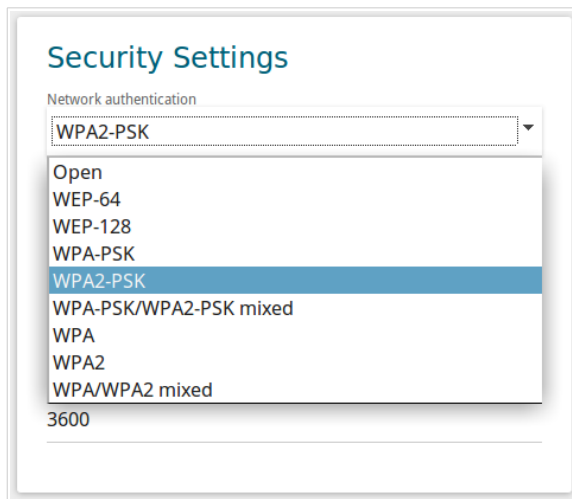 Security Settings
Network authentication
WPA2-PSK
Open
WEP-64
WEP-128
WPA-PSK
WPA2-PSK
WPA-PSK/WPA2-PSK mixed
WPA
WPA2
WPA/WPA2 mixed
3600